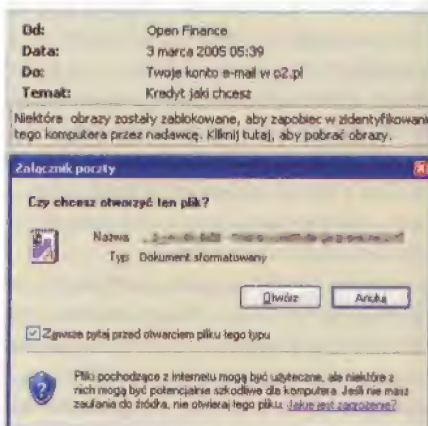 Od: Open Finance
Data: 3 marca 2005 05:39
Do: Twoje konto e-mail w o2.pl
Temat: Kredyt jaki chcesz
Niektóre obrazy zostały zablokowane, aby zapobiec w zidentyfikowani
tego komputera przez nadawcę. Kliknij tutaj, aby pobrać obrazy.
Załącznik poczty
Czy chcesz otworzyć ten plik?
Nazwa
Typ: Dokument sformatowany
Otwórz Anuluj
Zawsze pytaj przed otwarciem pliku tego typu
Pliki pochodzące z Internetu mogą być użyteczne, ale niektóre z
nich mogą być potencjalnie szkodliwe dla komputera. Jeśli nie masz
zaufania do źródła, nie otwieraj tego pliku. Jakie jest zagrożenie?